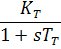 K_T
1 + sT_T